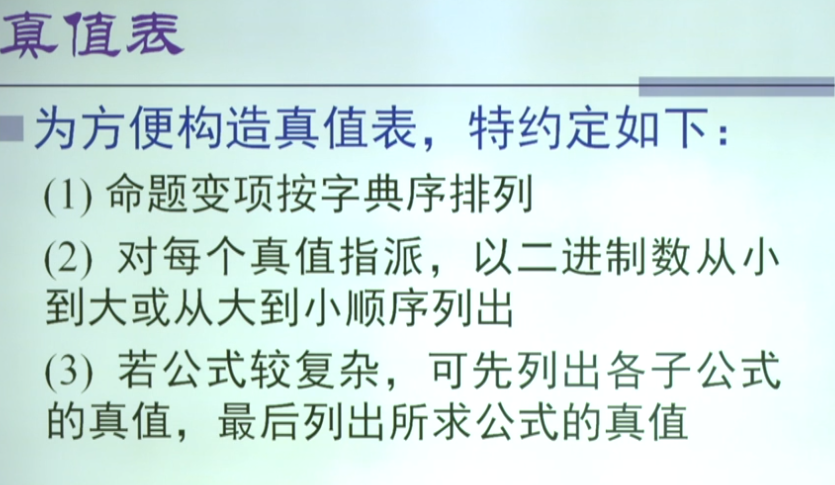 真值表
为方便构造真值表，特约定如下：
(1) 命题变项按字典序排列
(2) 对每个真值指派，以二进制数从小
到大或从大到小顺序列出
(3) 若公式较复杂，可先列出各子公式
的真值，最后列出所求公式的真值